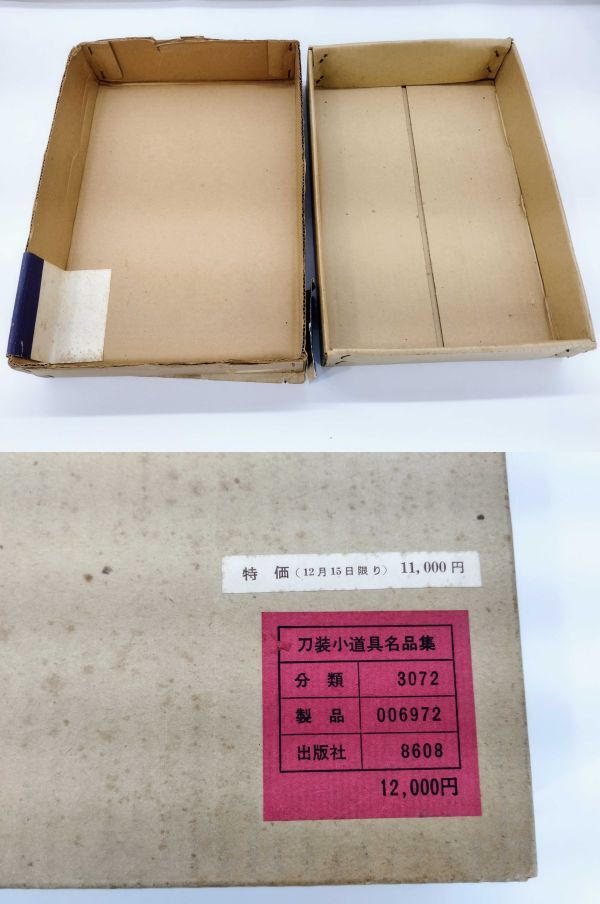 特価(12月15日限り) 11,000円
刀装小道具名品集
分類 3072
製品 006972
出版社 8608
12,000円